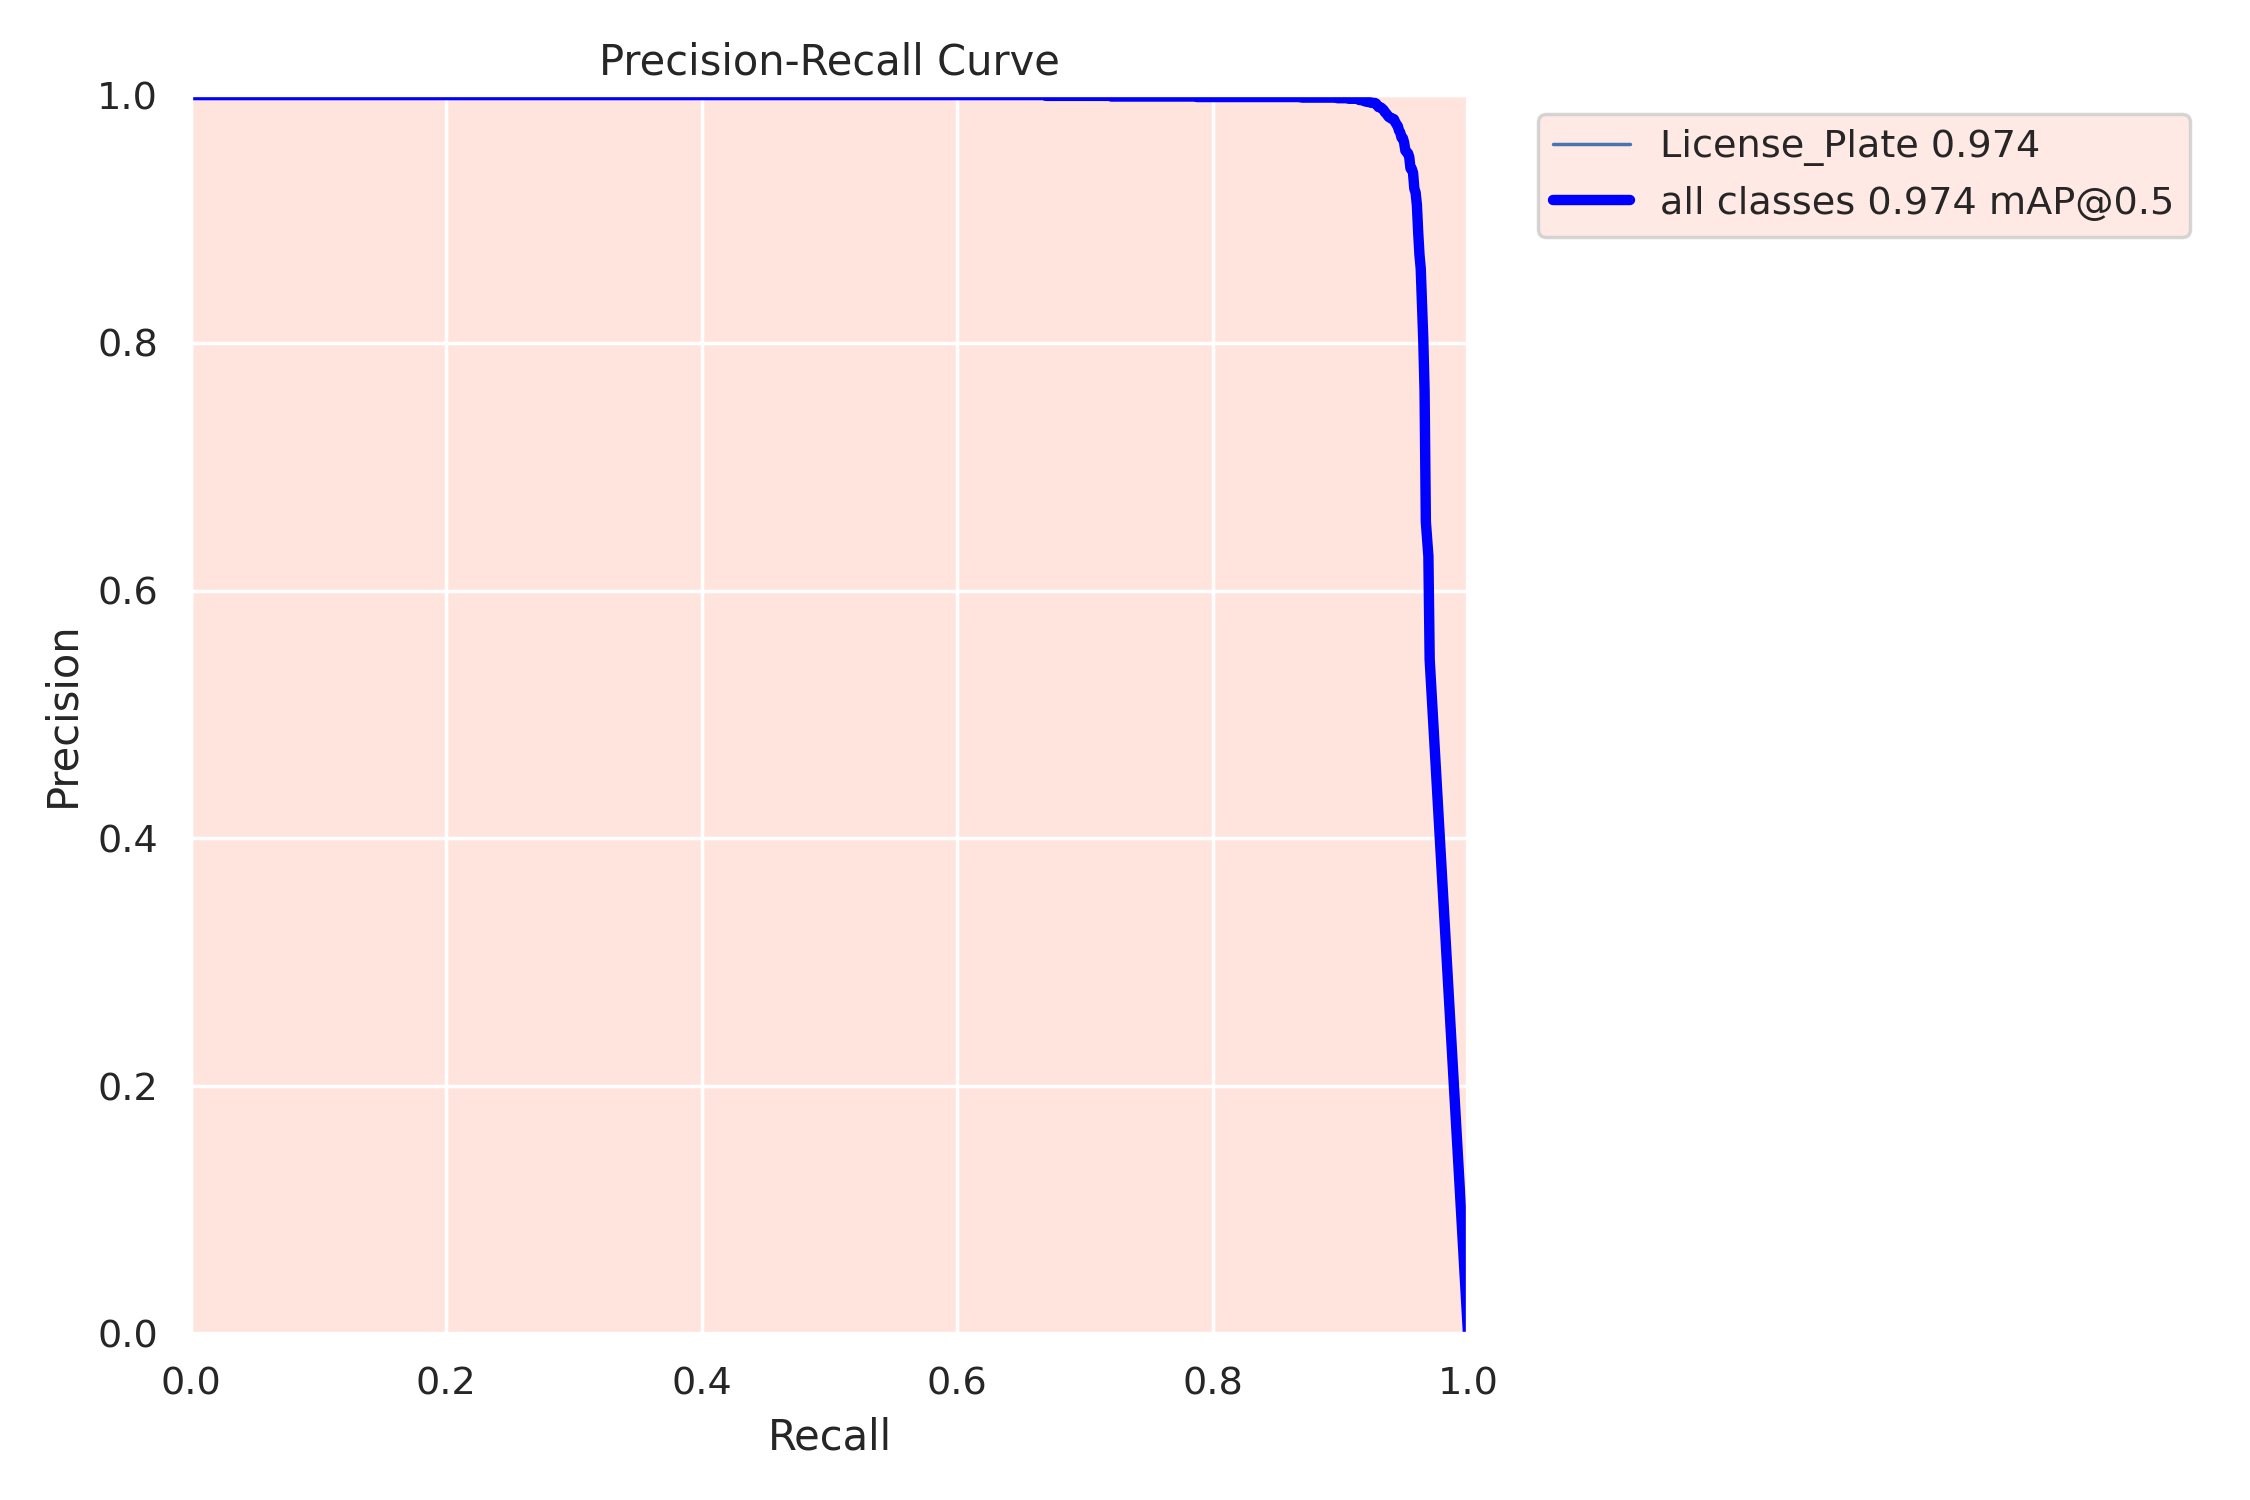 Precision-Recall Curve
1.0
0.8
0.6
0.4
0.2
0.0
Precision
0.0 0.2 0.4 0.6 0.8 1.0
Recall
License_Plate 0.974
all classes 0.974 mAP@0.5